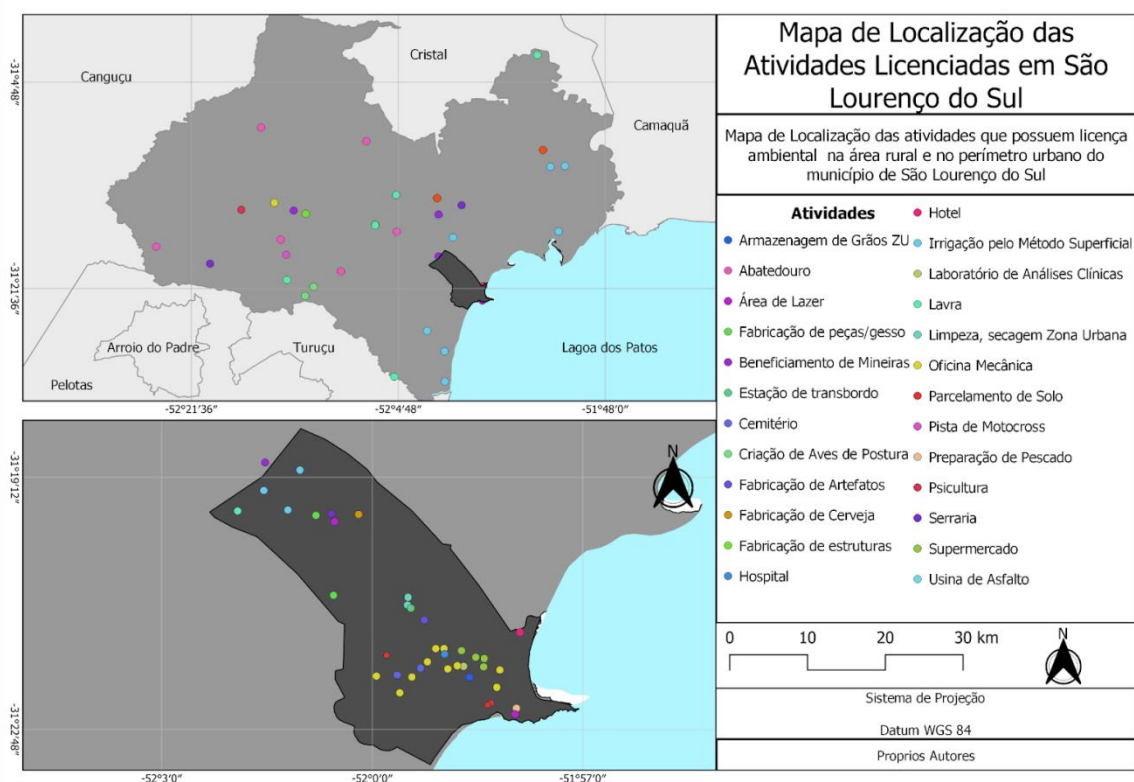 Mapa de Localização das
Atividades Licenciadas em São
Lourenço do Sul
Mapa de Localização das atividades que possuem licença
ambiental na área rural e no perímetro urbano do
município de São Lourenço do Sul
Cristal
Canguçu
Camaquã
Arroio do Padre
Turuçu
Lagoa dos Patos
Pelotas
-31°4'48"
-31°21'36"
-52°21'36"
-52°4'48"
-51°48'0"
Atividades
Armazenagem de Grãos ZU
Abatedouro
Área de Lazer
Fabricação de peças/gesso
Beneficiamento de Mineiras
Estação de transbordo
Cemitério
Criação de Aves de Postura
Fabricação de Artefatos
Fabricação de Cerveja
Fabricação de estruturas
Hospital
Hotel
Irrigação pelo Método Superficial
Laboratório de Análises Clínicas
Lavra
Limpeza, secagem Zona Urbana
Oficina Mecânica
Parcelamento de Solo
Pista de Motocross
Preparação de Pescado
Psicultura
Serraria
Supermercado
Usina de Asfalto
N
-31°19'12"
-31°22'48"
-52°3'0"
-52°0'0"
-51°57'0"
0 10 20 30 km
N
Sistema de Projeção
Datum WGS 84
Proprios Autores